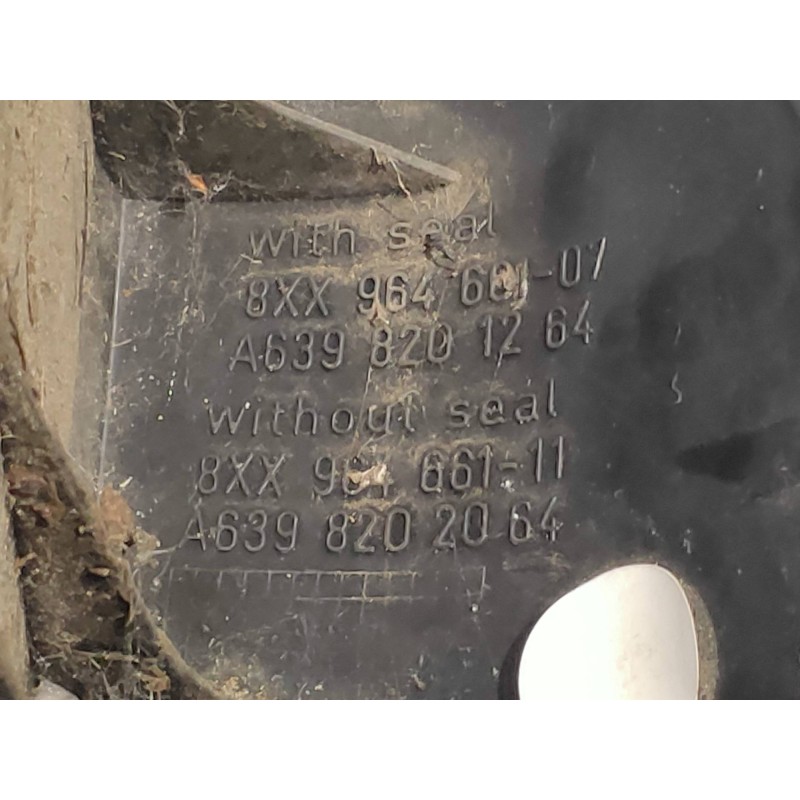 with seal
8XX 964 661-07
A639 820 12 64
without seal
8XX 964 661-11
A639 820 20 64